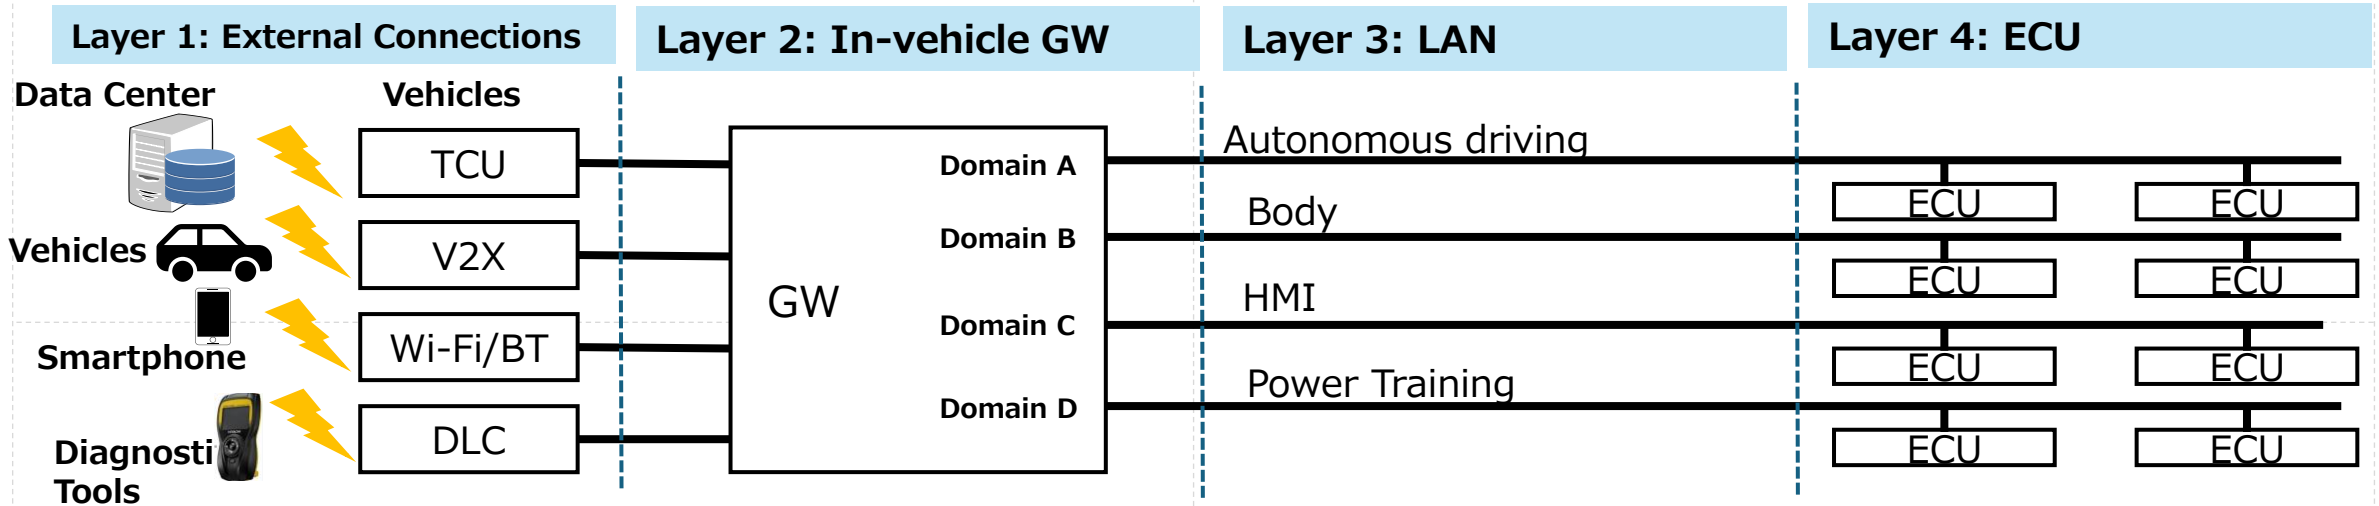 Layer 1: External Connections
Layer 2: In-vehicle GW
Layer 3: LAN
Layer 4: ECU
Data Center
Vehicles
TCU
Vehicles
V2X
Smartphone
Wi-Fi/BT
Diagnosti
Tools
DLC
GW
Domain A
Domain B
Domain C
Domain D
Autonomous driving
Body
HMI
Power Training
ECU
ECU
ECU
ECU
ECU
ECU
ECU
ECU